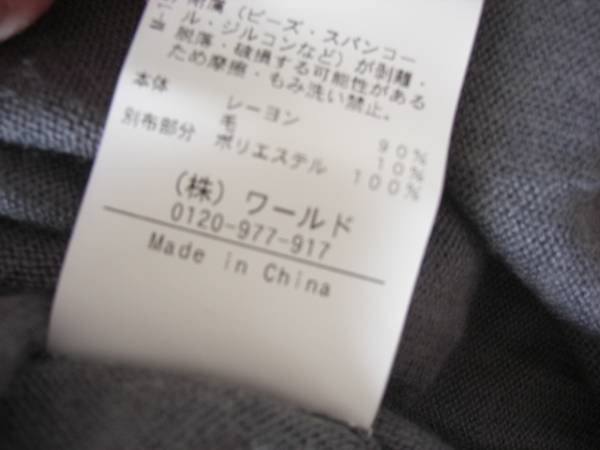 付属（ビーズ・スパンコー
ル・ジルコンなど）が剥離・
脱落・破損する可能性がある
ため摩擦・もみ洗い禁止。
本体 レーヨン 90%
毛 10%
別布部分 ポリエステル 100%
（株）ワールド
0120-977-917
Made in China